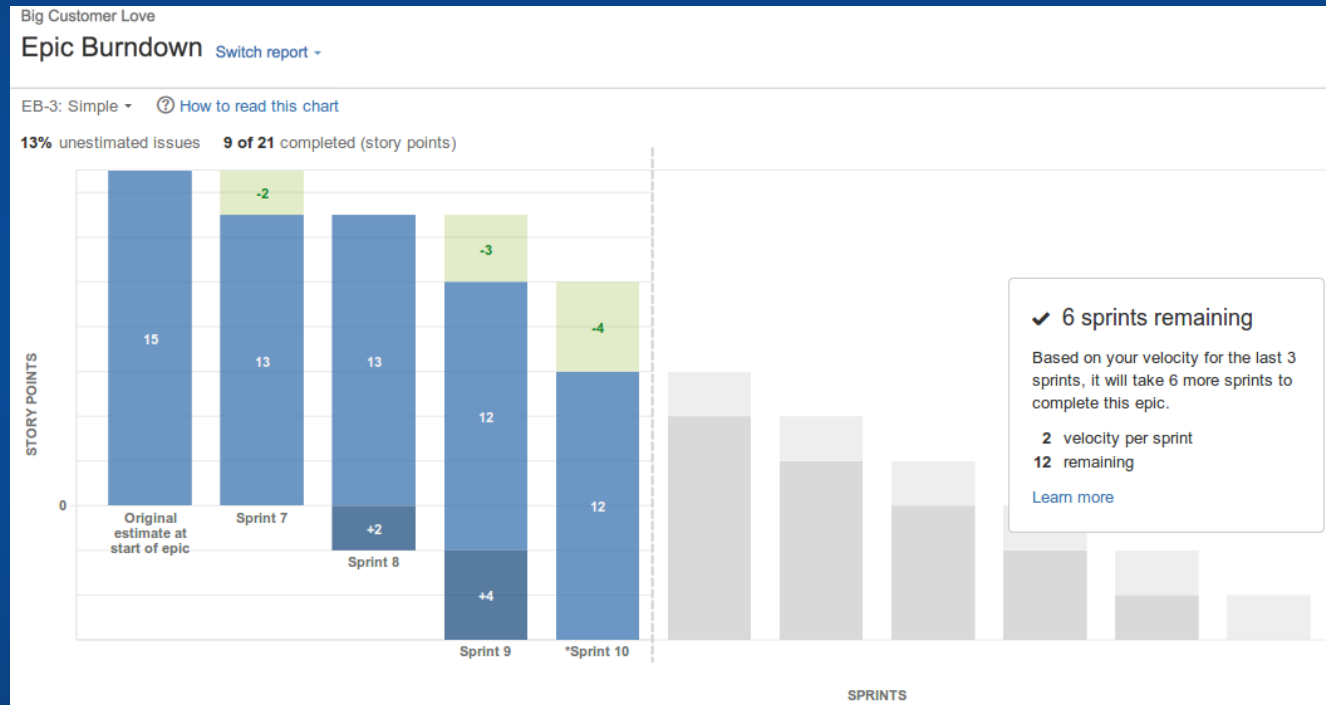 Big Customer Love
Epic Burndown Switch report
EB-3: Simple How to read this chart
13% unestimated issues 9 of 21 completed (story points)
STORY POINTS
0
15
-2
13
13
+2
-3
12
+4
-4
12
Original
estimate at
start of epic
Sprint 7
Sprint 8
Sprint 9
*Sprint 10
SPRINTS
6 sprints remaining
Based on your velocity for the last 3
sprints, it will take 6 more sprints to
complete this epic.
2 velocity per sprint
12 remaining
Learn more